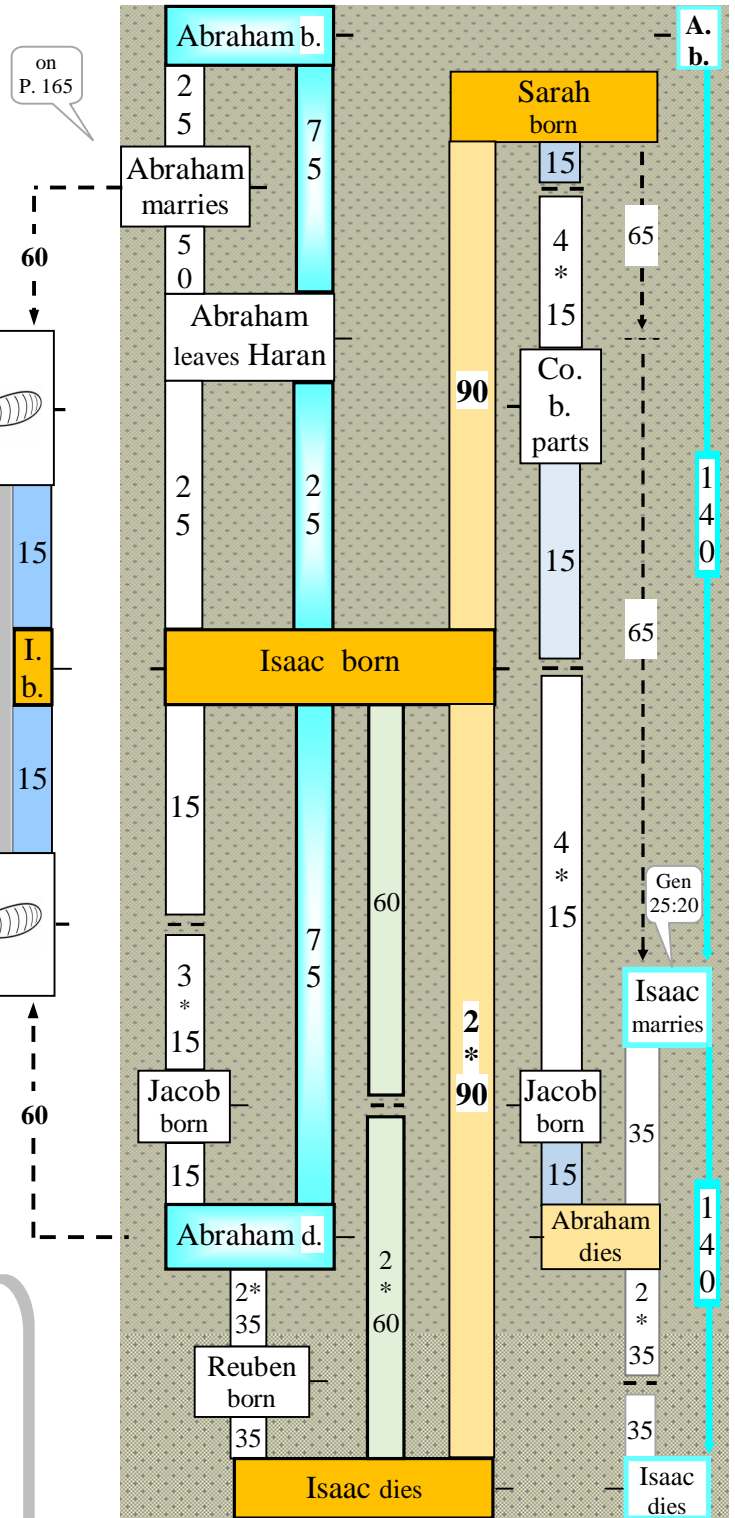 on
P. 165
Abraham b.
A.
b.
Sarah
born
2
5
7
5
15
Abraham
marries
65
4
*
15
5
0
60
Abraham
leaves Haran
Co.
b.
parts
90
2
5
2
5
1
4
0
15
15
65
I.
b.
Isaac born
15
15
4
*
15
60
Gen
25:20
7
5
3
*
15
Isaac
marries
2
*
90
Jacob
born
Jacob
born
60
35
15
15
1
4
0
Abraham d.
Abraham
dies
2
*
60
2*
35
2
*
35
Reuben
born
35
35
Isaac dies
Isaac
dies